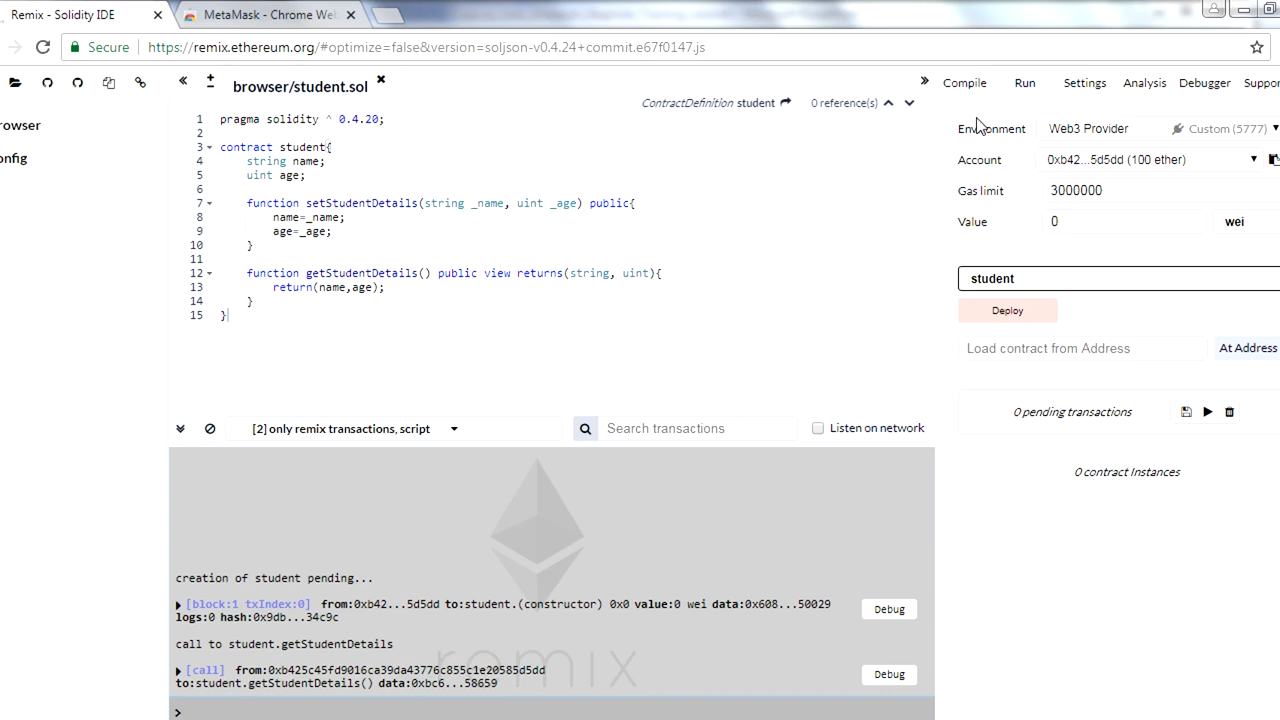 Remix - Solidity IDE
MetaMask - Chrome Web
Secure
https://remix.ethereum.org/#optimize=false&version=soljson-v0.4.24+commit.e67f0147.js
rowser
onfig
browser/student.sol
ContractDefinition student
0 reference(s)
1 pragma solidity ^ 0.4.20;
2
3 contract student{
4 string name;
5 uint age;
6
7 function setStudentDetails(string _name, uint _age) public{
8 name=_name;
9 age=_age;
10 }
11
12 function getStudentDetails() public view returns(string, uint){
13 return(name,age);
14 }
15 }
[2] only remix transactions, script
Search transactions
Listen on network
creation of student pending...
[block:1 txIndex:0] from:0xb42...5d5dd to:student.(constructor) 0x0 value:0 wei data:0x608...50029
logs:0 hash:0x9db...34c9c
Debug
call to student.getStudentDetails
[call] from:0xb425c45fd9016ca39da43776c855c1e20585d5dd
to:student.getStudentDetails() data:0xbc6...58659
Debug
remix
>
Compile Run Settings Analysis Debugger Suppor
Environment Web3 Provider Custom (5777)
Account 0xb42...5d5dd (100 ether)
Gas limit 3000000
Value 0 wei
student
Deploy
Load contract from Address At Address
0 pending transactions
0 contract Instances